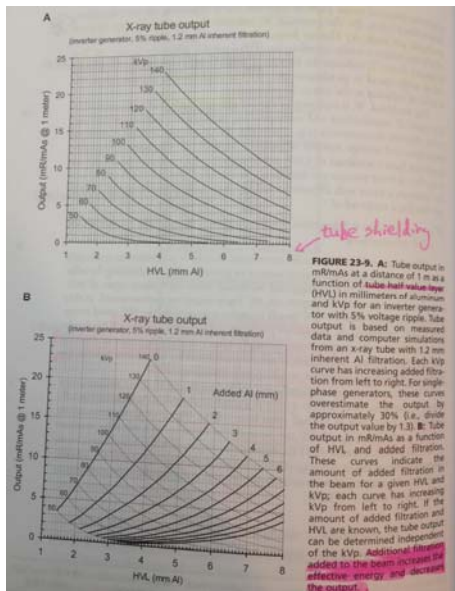 A
X-ray tube output
(inverter generator, 5% ripple, 1.2 mm Al inherent filtration)
25
20
15
10
5
0
Output (mR/mAs @ 1 meter)
kVp
140
130
120
110
100
90
80
70
60
50
1 2 3 4 5 6 7 8
HVL (mm Al)
tube shielding
FIGURE 23-9. A: Tube output in
mR/mAs at a distance of 1 m as a
function of tube half value layer
(HVL) in millimeters of aluminum
and kVp for an inverter genera-
tor with 5% voltage ripple. Tube
output is based on measured
data and computer simulations
from an x-ray tube with 1.2 mm
inherent Al filtration. Each kVp
curve has increasing added filtra-
tion from left to right. For single-
phase generators, these curves
overestimate the output by
approximately 30% (i.e., divide
the output value by 1.3). B: Tube
output in mR/mAs as a function
of HVL and added filtration.
These curves indicate the
amount of added filtration in
the beam for a given HVL and
kVp; each curve has increasing
kVp from left to right. If the
amount of added filtration and
HVL are known, the tube output
can be determined independent
of the kVp. Additional filtration
added to the beam increases the
effective energy and decreases
the output.
B
X-ray tube output
(inverter generator, 5% ripple, 1.2 mm Al inherent filtration)
25
20
15
10
5
0
Output (mR/mAs @ 1 meter)
kVp
140
130
120
110
100
90
80
70
60
50
0
1
2
3
4
5
6
Added Al (mm)
1 2 3 4 5 6 7 8
HVL (mm Al)